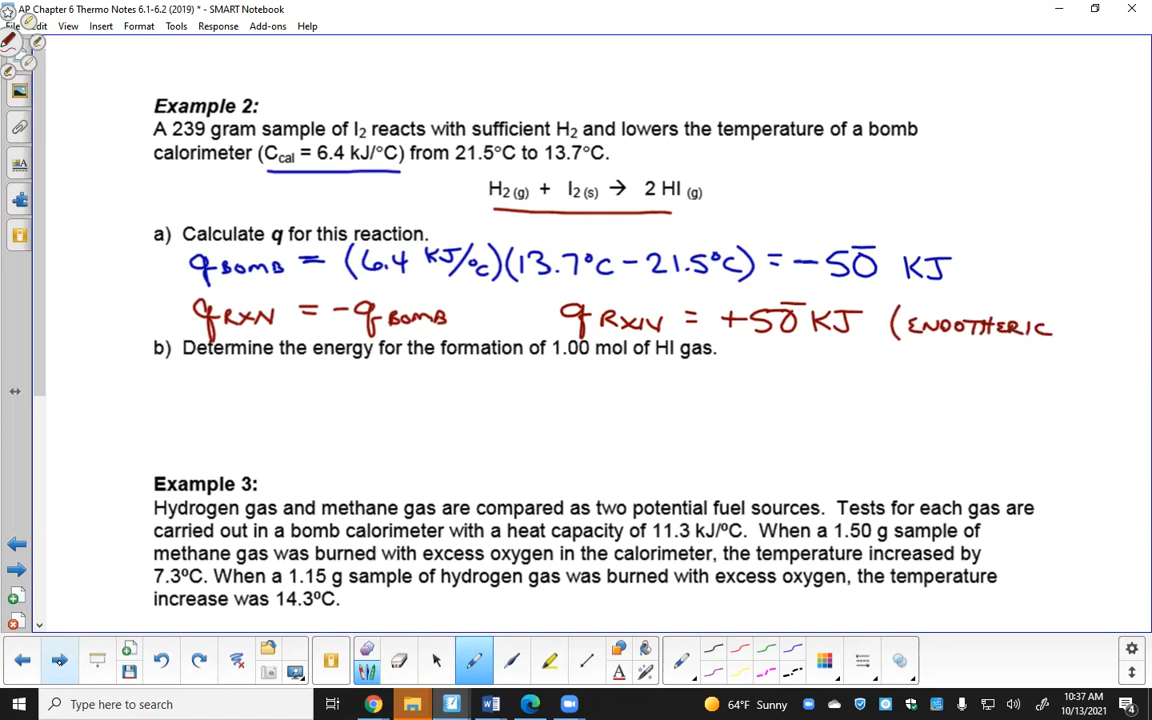 AP Chapter 6 Thermo Notes 6.1-6.2 (2019) * - SMART Notebook
File Edit View Insert Format Tools Response Add-ons Help
Example 2:
A 239 gram sample of I₂ reacts with sufficient H₂ and lowers the temperature of a bomb
calorimeter (Ccal = 6.4 kJ/°C) from 21.5°C to 13.7°C.
H₂ (g) + I₂ (s) → 2 HI (g)
a) Calculate q for this reaction.
qBOMB = (6.4 KJ/°C)(13.7°C - 21.5°C) = -50̅ KJ
qRXN = -qBOMB qRXN = +50̅ KJ (ENDOTHERIC
b) Determine the energy for the formation of 1.00 mol of HI gas.
Example 3:
Hydrogen gas and methane gas are compared as two potential fuel sources. Tests for each gas are
carried out in a bomb calorimeter with a heat capacity of 11.3 kJ/ºC. When a 1.50 g sample of
methane gas was burned with excess oxygen in the calorimeter, the temperature increased by
7.3ºC. When a 1.15 g sample of hydrogen gas was burned with excess oxygen, the temperature
increase was 14.3ºC.
Type here to search
64°F Sunny
10:37 AM
10/13/2021
4